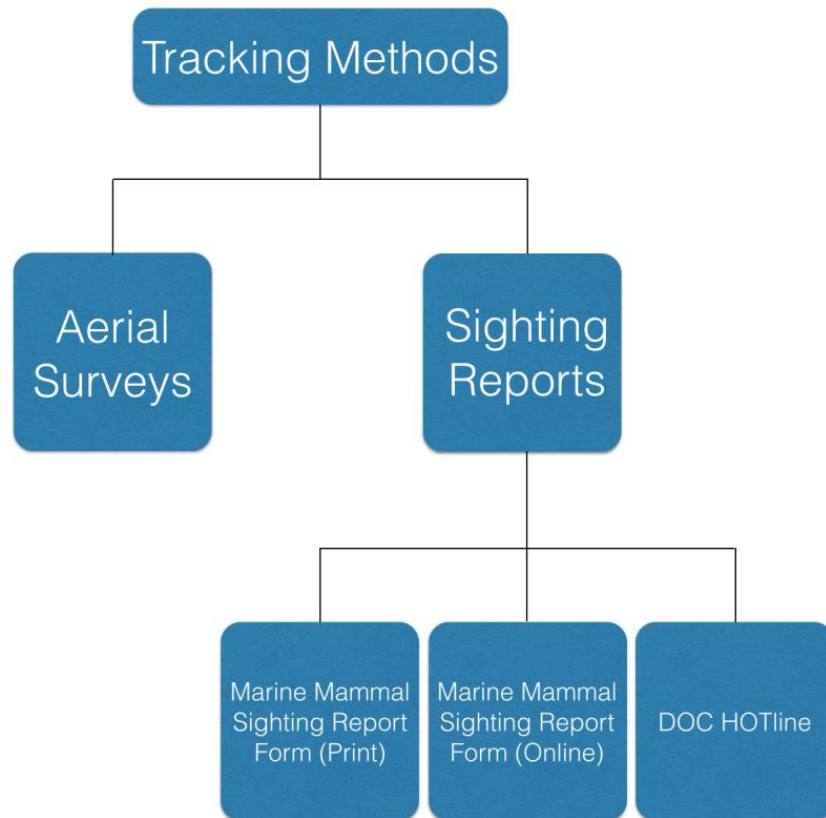 Tracking Methods
Aerial
Surveys
Sighting
Reports
Marine Mammal
Sighting Report
Form (Print)
Marine Mammal
Sighting Report
Form (Online)
DOC HOTline